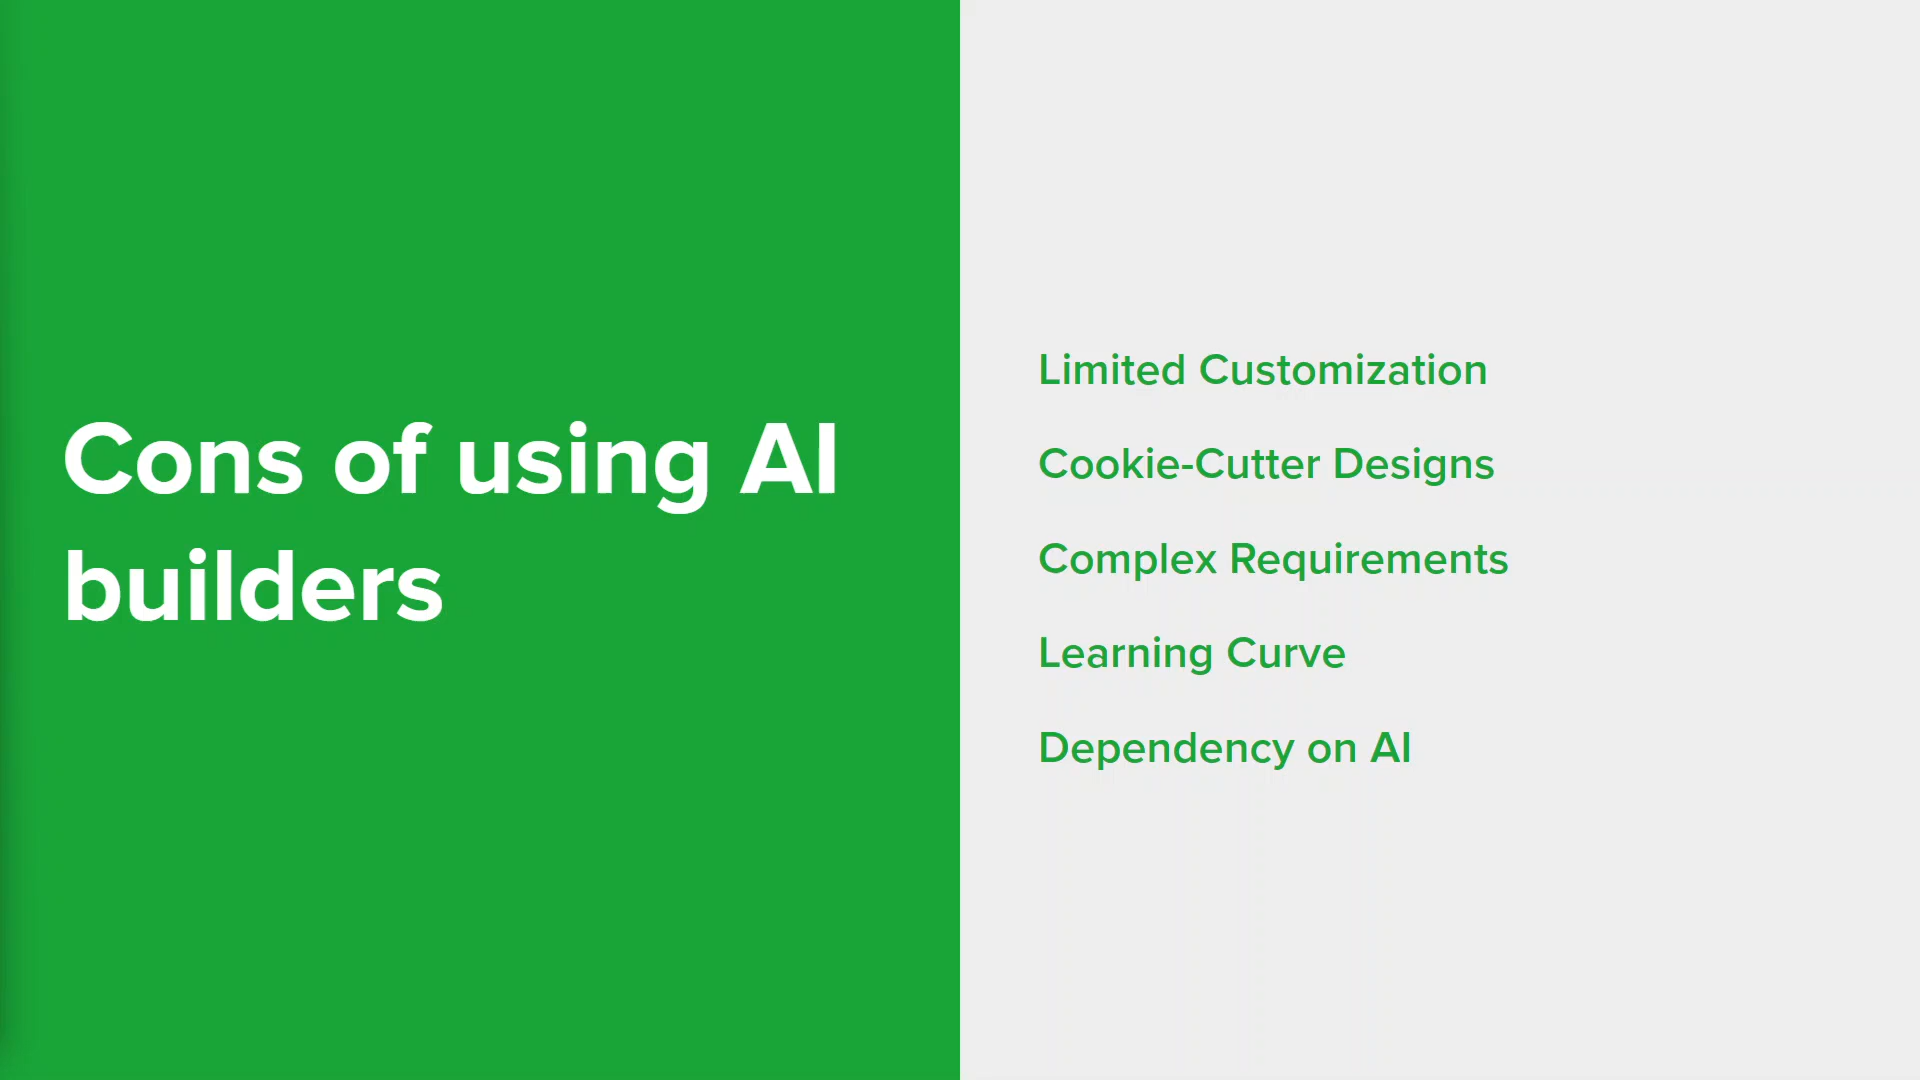 Cons of using AI
builders
Limited Customization
Cookie-Cutter Designs
Complex Requirements
Learning Curve
Dependency on AI